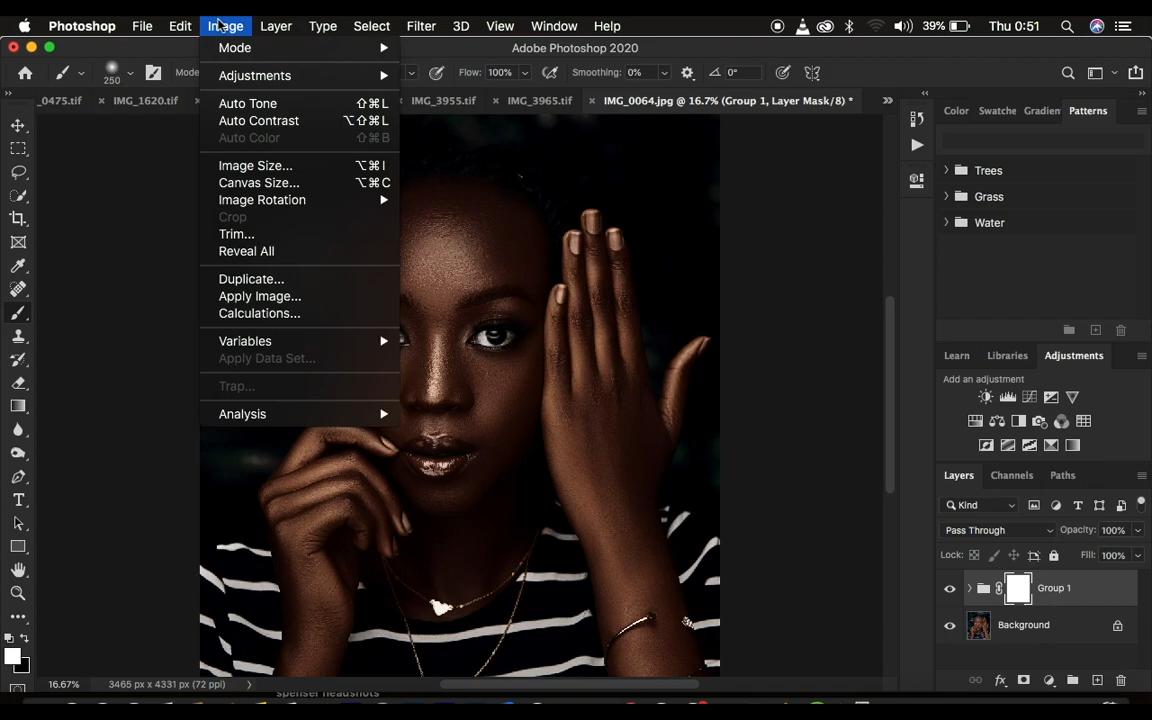 Photoshop File Edit Image Layer Type Select Filter 3D View Window Help 39% Thu 0:51
Adobe Photoshop 2020
250 Mode Flow: 100% Smoothing: 0% 0°
_0475.tif × IMG_1620.tif × IMG_3955.tif × IMG_3965.tif × IMG_0064.jpg @ 16.7% (Group 1, Layer Mask/8) * »
Mode
Adjustments
Auto Tone ⇧⌘L
Auto Contrast ⌥⇧⌘L
Auto Color ⇧⌘B
Image Size... ⌥⌘I
Canvas Size... ⌥⌘C
Image Rotation
Crop
Trim...
Reveal All
Duplicate...
Apply Image...
Calculations...
Variables
Apply Data Set...
Trap...
Analysis
Color Swatche Gradien Patterns
Trees
Grass
Water
Learn Libraries Adjustments
Add an adjustment
Layers Channels Paths
Kind
Pass Through Opacity: 100%
Lock: Fill: 100%
Group 1
Background
16.67% 3465 px x 4331 px (72 ppi)
spenser headshots